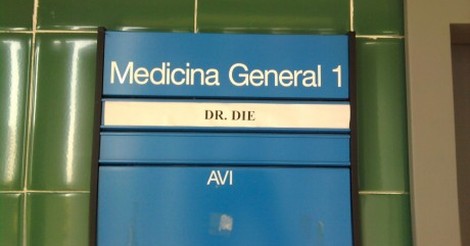 Medicina General 1
DR. DIE
AVI